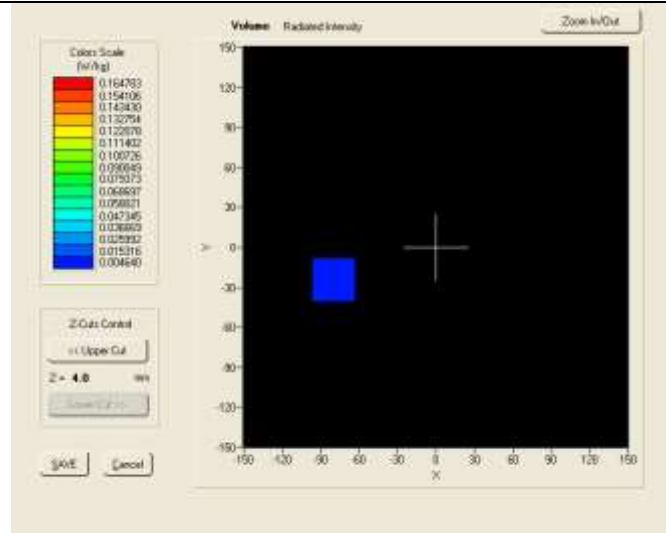 Volume Radiated Intensity
Zoom In/Out
Colors Scale
(W/kg)
0.164783
0.154106
0.143430
0.132754
0.122078
0.111402
0.100726
0.090049
0.079373
0.068697
0.058021
0.047345
0.036669
0.025992
0.015316
0.004640
Z-Cuts Control
<< Upper Cut
Z = 4.0 mm
SAVE
Cancel
150
120
90
60
30
0
-30
-60
-90
-120
-150
Y
-150 -120 -90 -60 -30 0 30 60 90 120 150
X